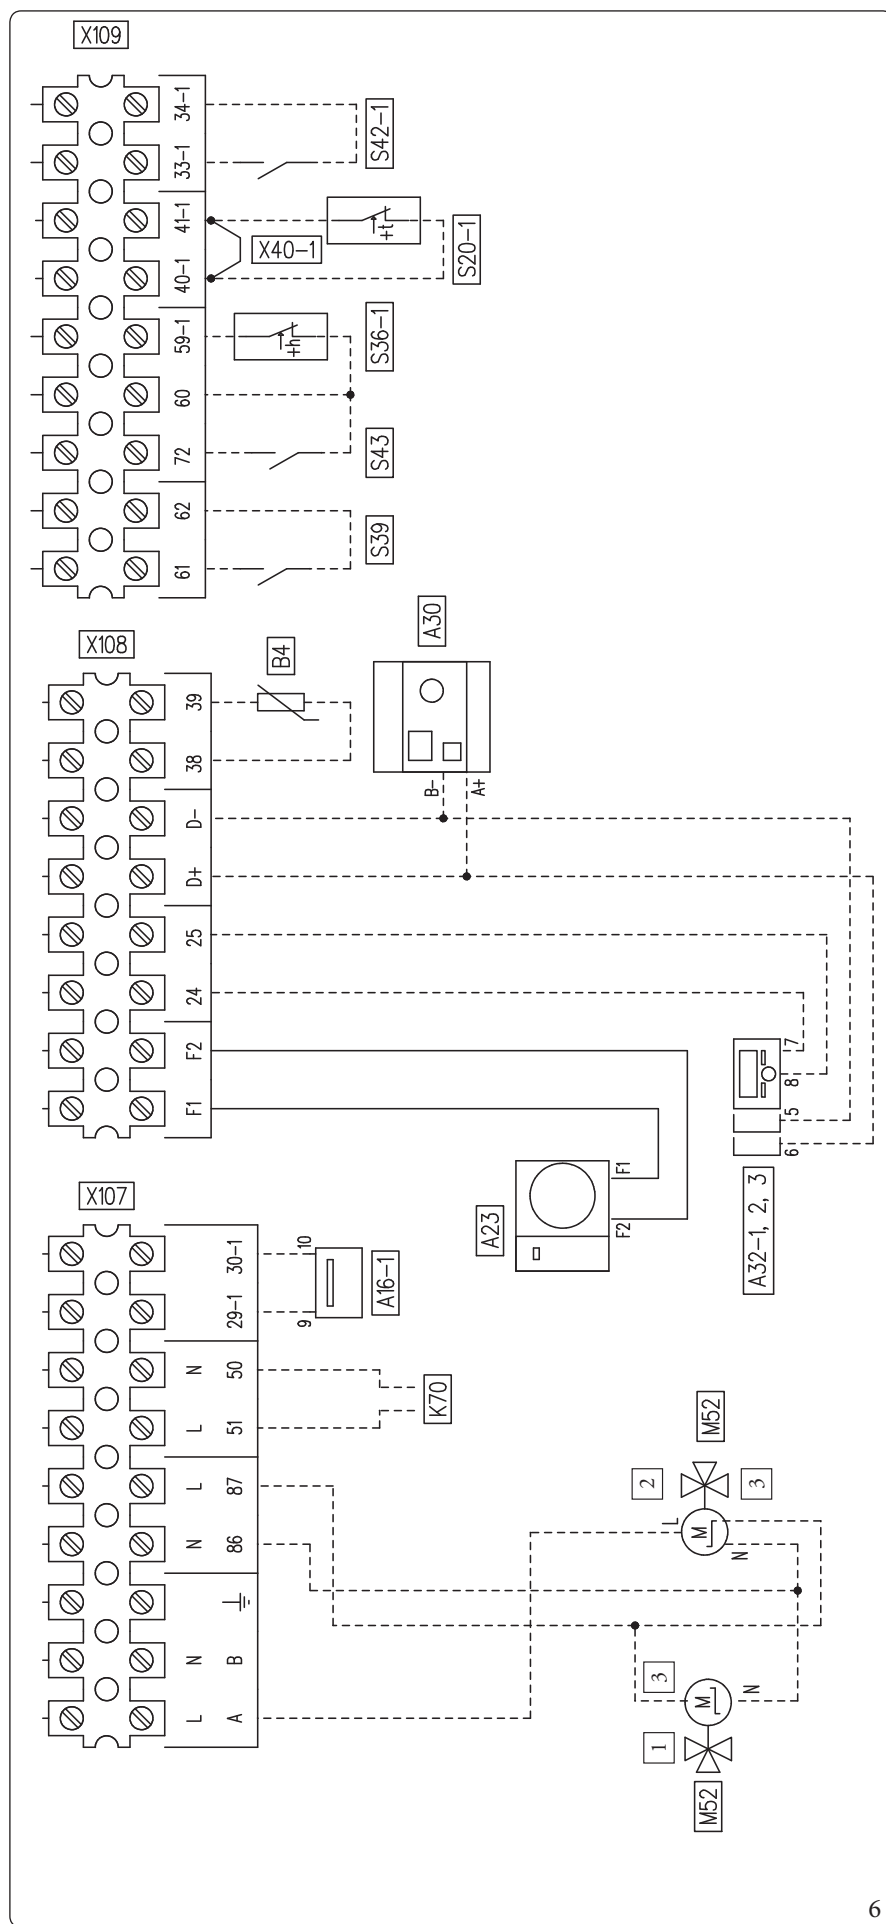 X109
34-1
33-1
S42-1
41-1
40-1
X40-1
+t
S20-1
59-1
60
72
+h
S36-1
S43
62
61
S39
X108
39
38
B4
A30
B-
A+
D-
D+
25
24
F2
F1
7
8
5
6
A32-1, 2, 3
A23
F1
F2
X107
30-1
29-1
10
9
A16-1
N 50
L 51
K70
L 87
N 86
N B
L A
M52
2
3
L
M
N
3
M
N
1
M52
6